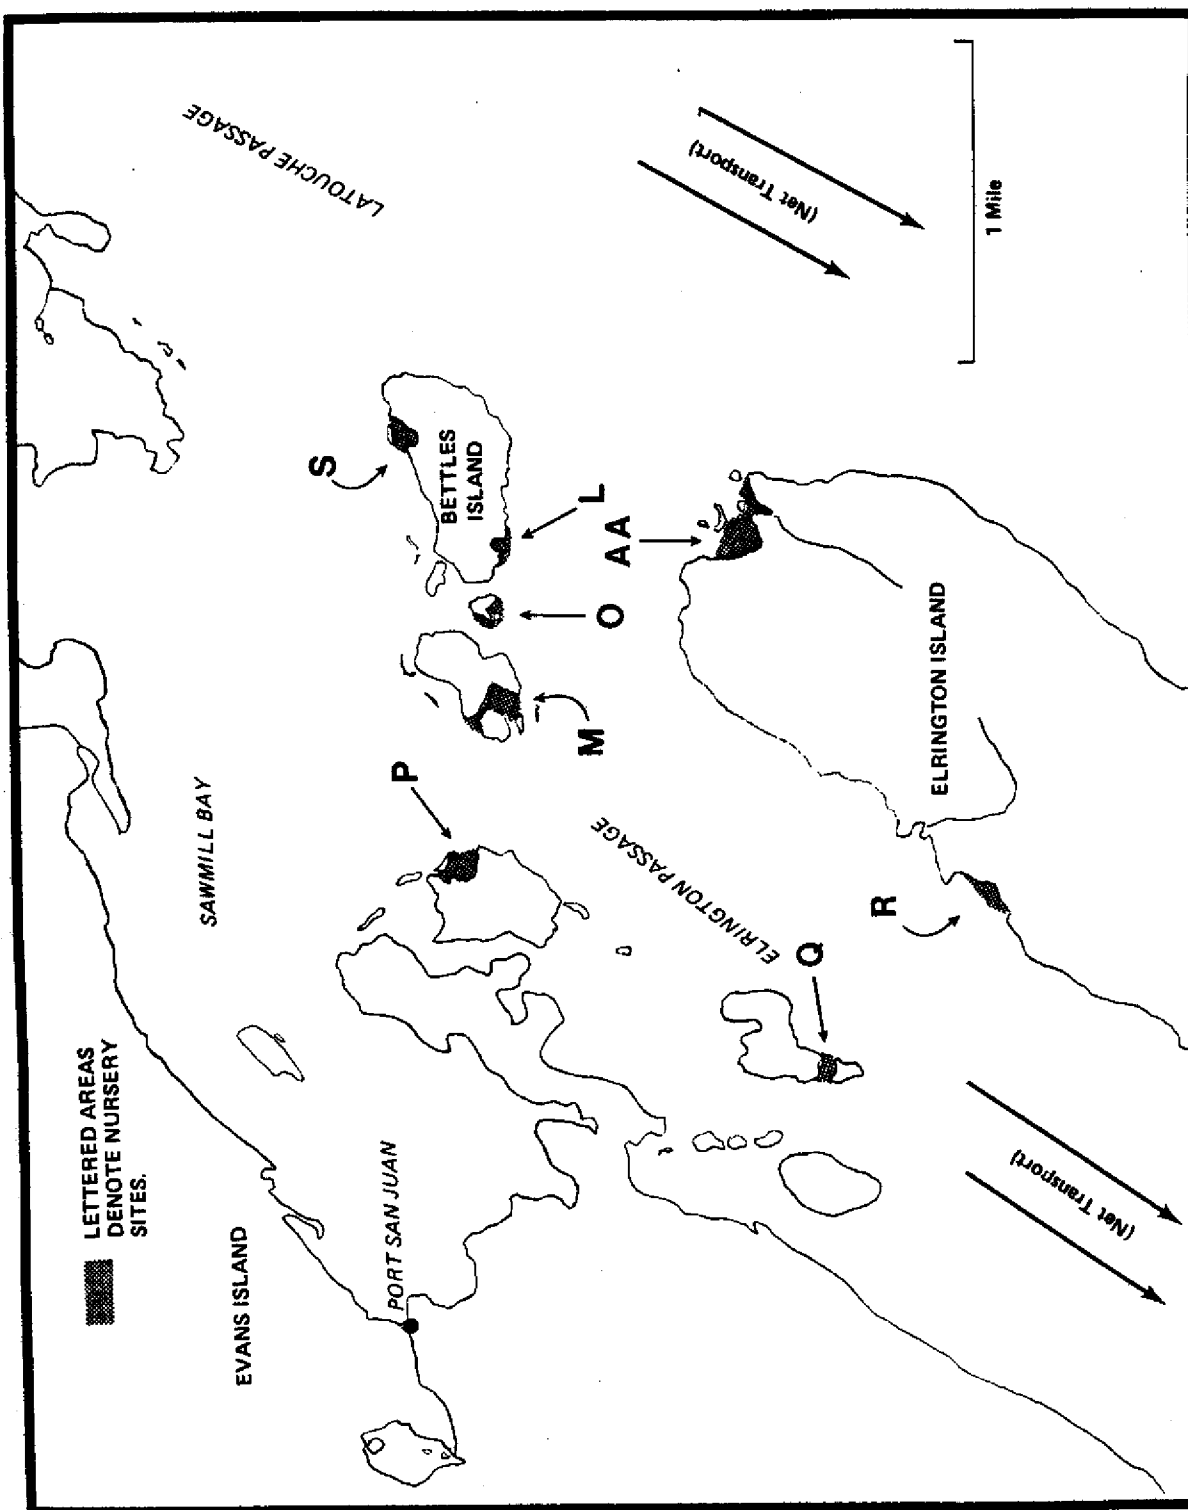 LETTERED AREAS
DENOTE NURSERY
SITES.
EVANS ISLAND
PORT SAN JUAN
SAWMILL BAY
LATOUCHE PASSAGE
S
BETTLES
ISLAND
L
AA
O
M
P
ELRINGTON PASSAGE
Q
R
ELRINGTON ISLAND
(Net Transport)
(Net Transport)
1 Mile